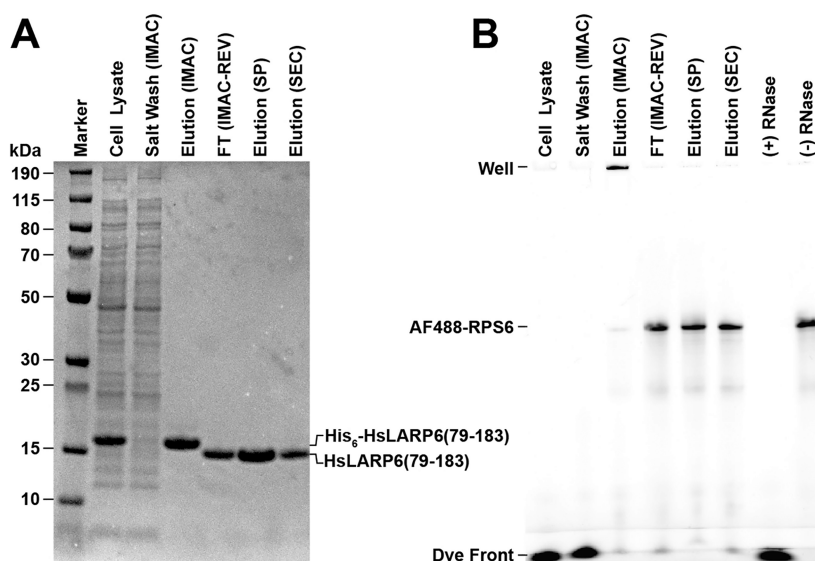 A
B
kDa
Marker
Cell Lysate
Salt Wash (IMAC)
Elution (IMAC)
FT (IMAC-REV)
Elution (SP)
Elution (SEC)
190
115
80
70
50
30
25
15
10
His6-HsLARP6(79-183)
HsLARP6(79-183)
Cell Lysate
Salt Wash (IMAC)
Elution (IMAC)
FT (IMAC-REV)
Elution (SP)
Elution (SEC)
(+) RNase
(-) RNase
Well
AF488-RPS6
Dye Front